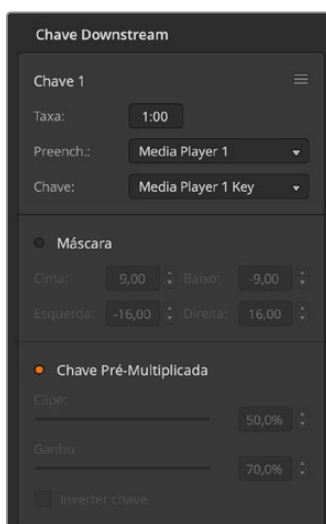 Chave Downstream
Chave 1
Taxa: 1:00
Preench.: Media Player 1
Chave: Media Player 1 Key
Máscara
Cima: 9,00 Baixo: -9,00
Esquerda: -16,00 Direita: 16,00
Chave Pré-Multiplicada
Clipe:
50,0%
Ganho:
70,0%
Inverter chave